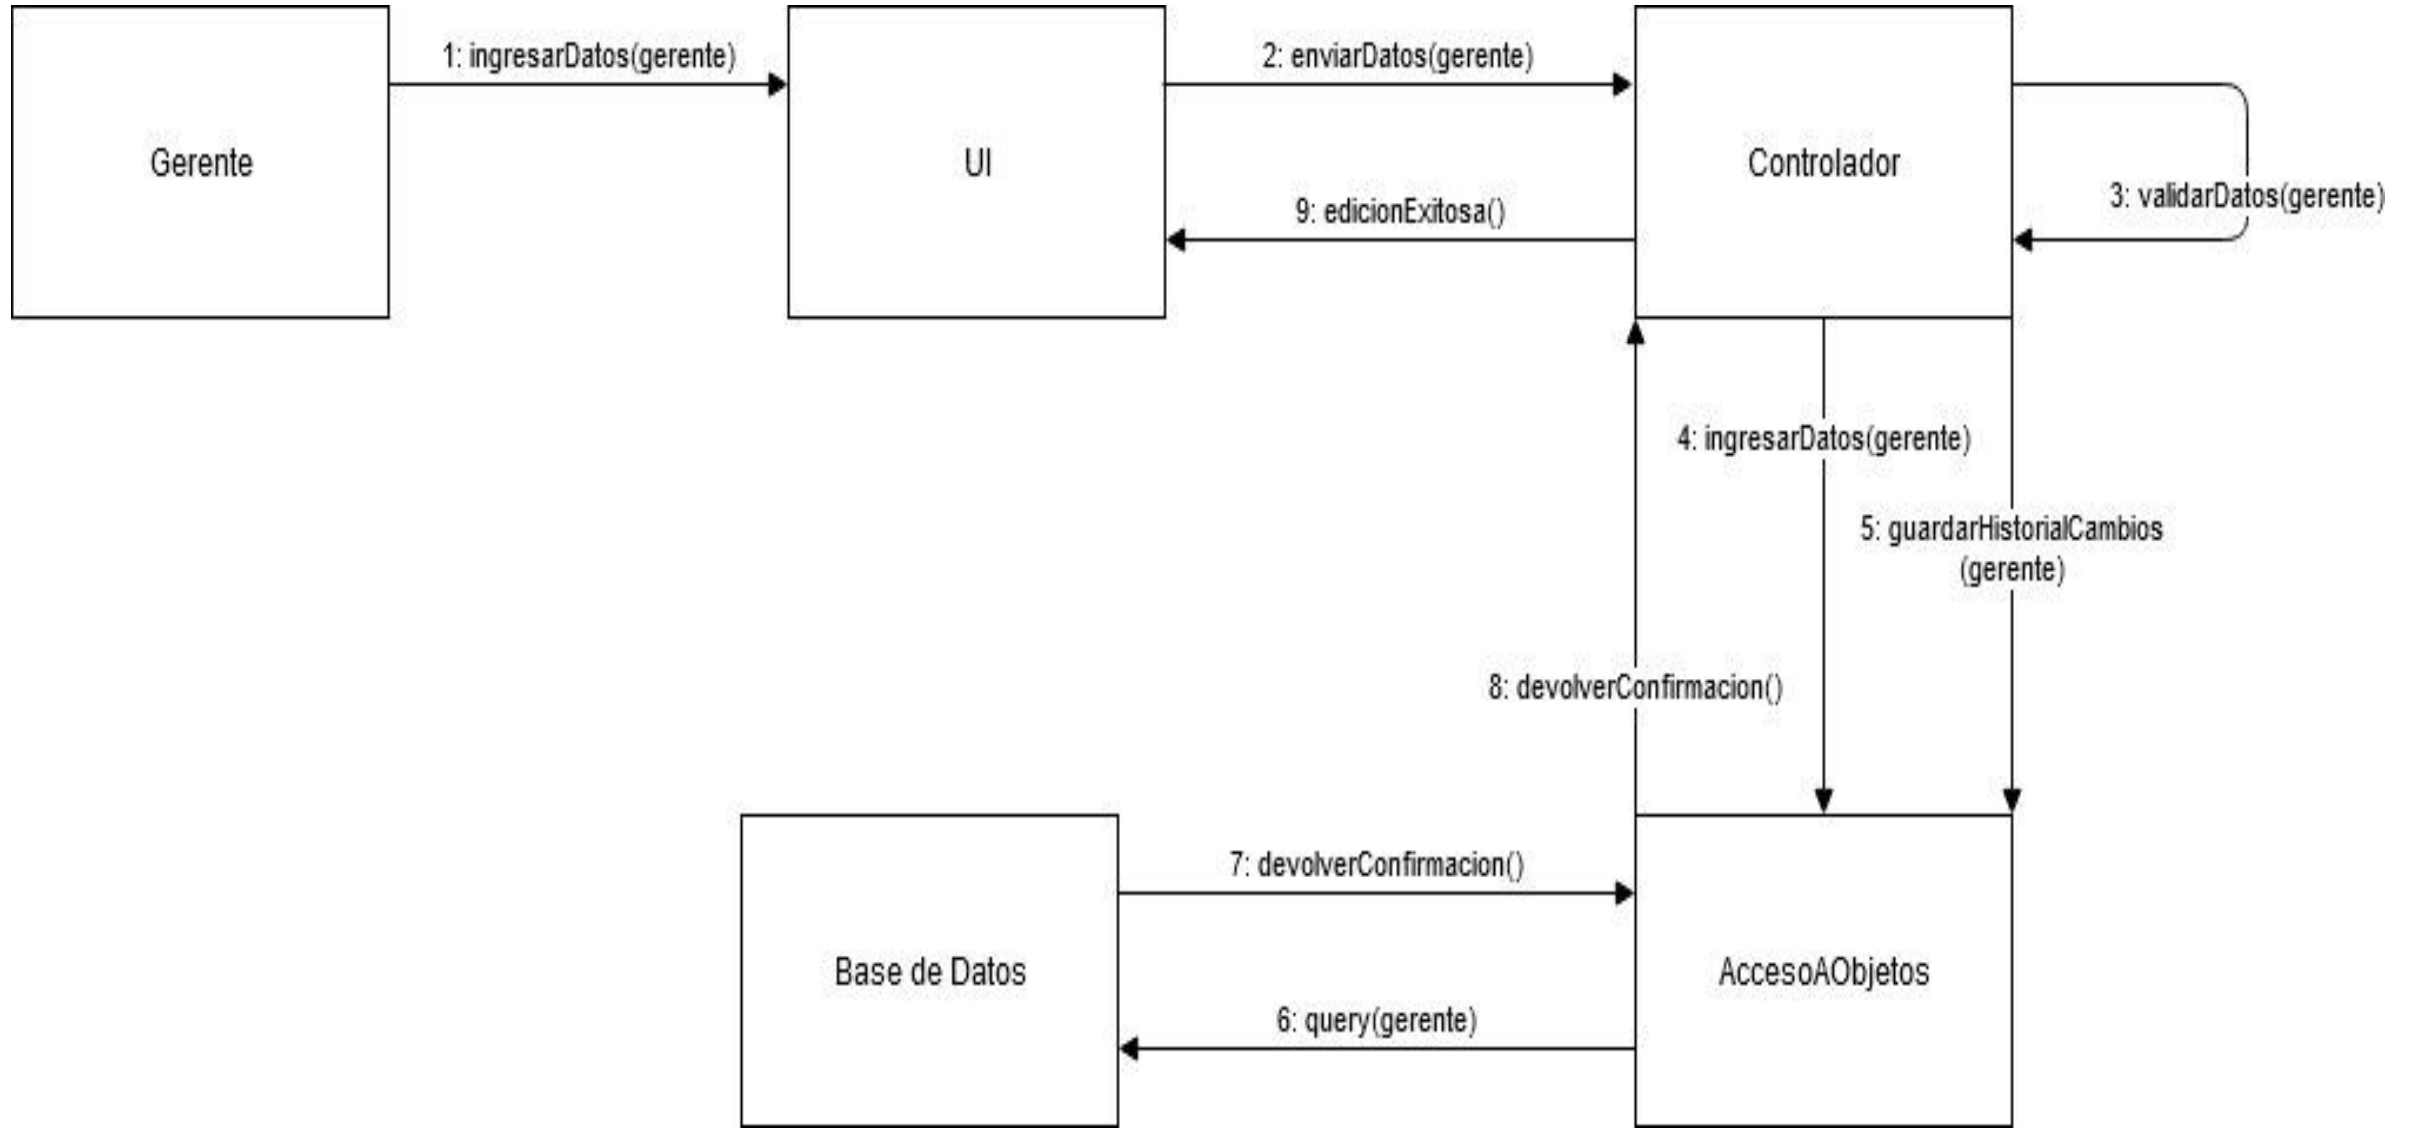 1: ingresarDatos(gerente)
2: enviarDatos(gerente)
Gerente
UI
Controlador
3: validarDatos(gerente)
9: edicionExitosa()
4: ingresarDatos(gerente)
5: guardarHistorialCambios
(gerente)
8: devolverConfirmacion()
7: devolverConfirmacion()
Base de Datos
AccesoAObjetos
6: query(gerente)